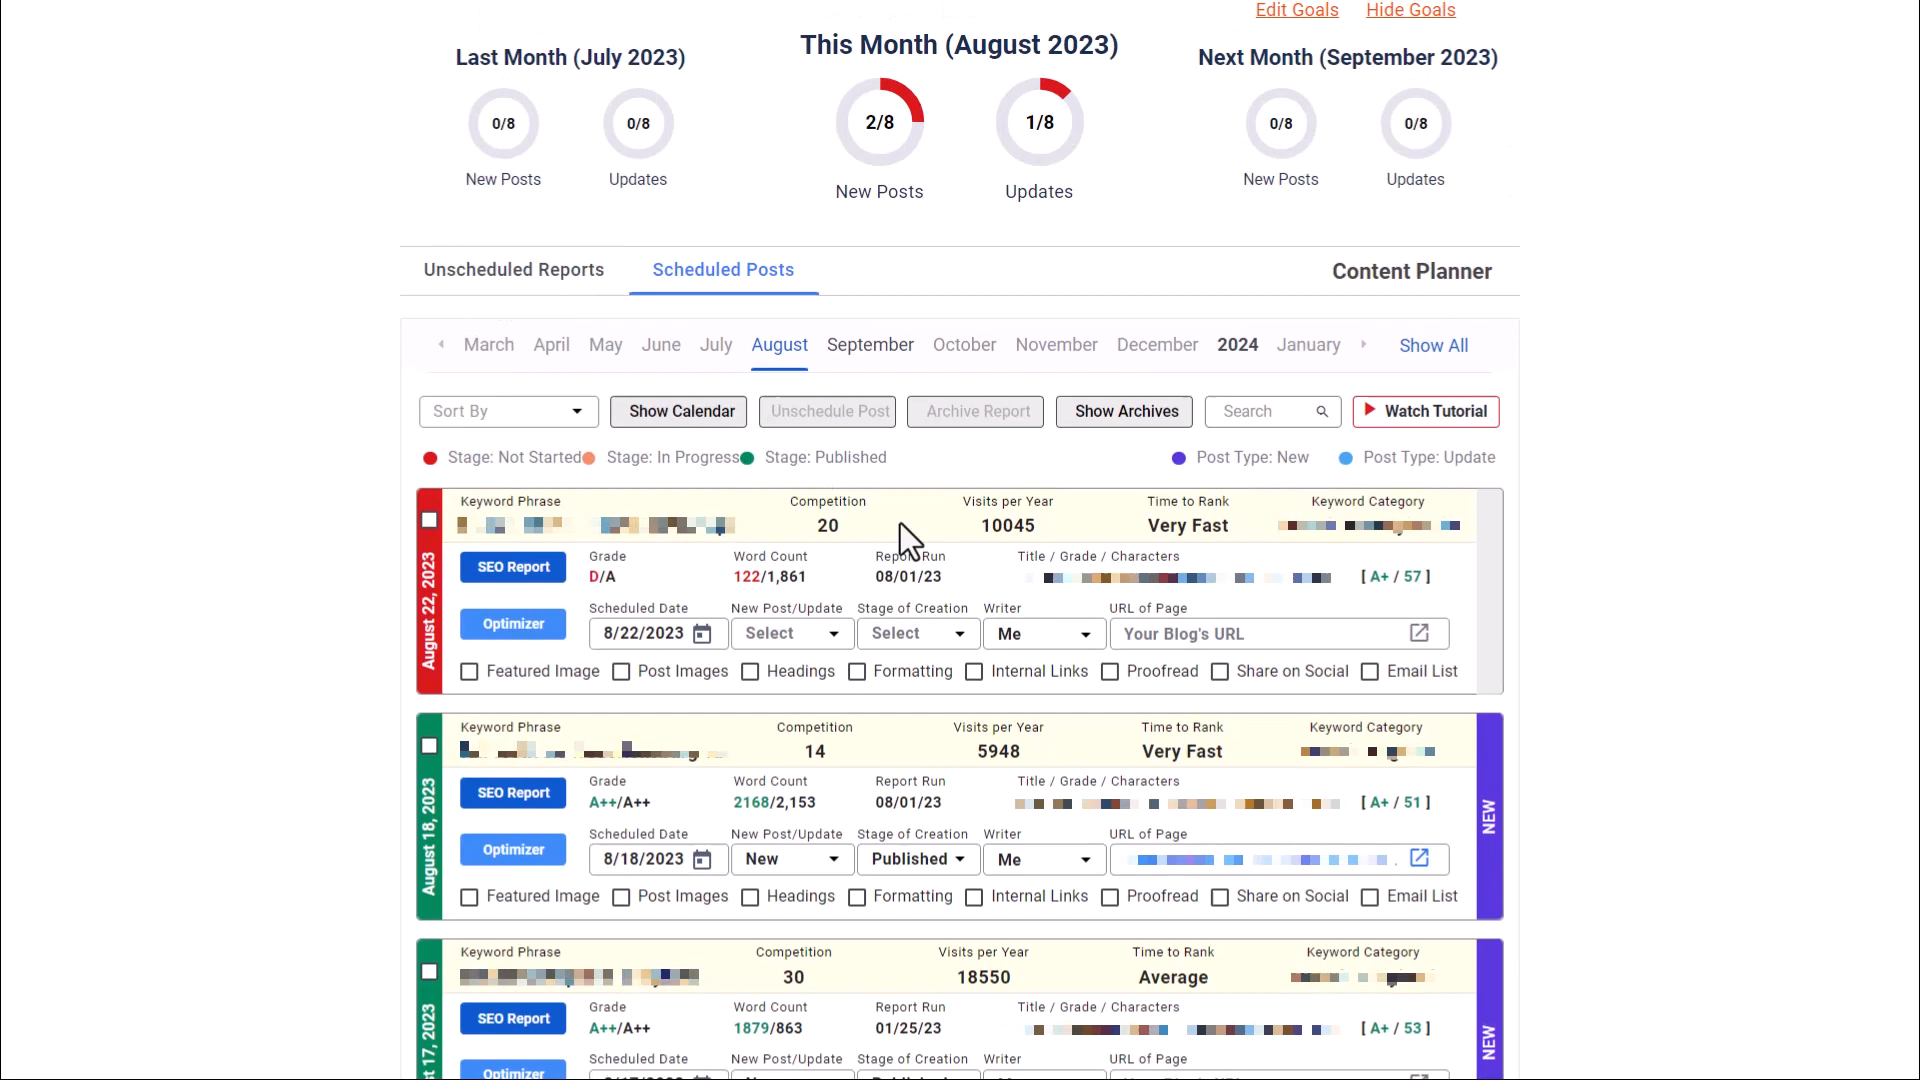 Edit Goals Hide Goals
Last Month (July 2023) This Month (August 2023) Next Month (September 2023)
0/8 0/8 2/8 1/8 0/8 0/8
New Posts Updates New Posts Updates New Posts Updates
Unscheduled Reports Scheduled Posts Content Planner
March April May June July August September October November December 2024 January Show All
Sort By Show Calendar Unschedule Post Archive Report Show Archives Search Watch Tutorial
Stage: Not Started Stage: In Progress Stage: Published Post Type: New Post Type: Update
August 22, 2023
Keyword Phrase Competition Visits per Year Time to Rank Keyword Category
20 10045 Very Fast
SEO Report Grade Word Count Report Run Title / Grade / Characters
D/A 122/1,861 08/01/23 [ A+ / 57 ]
Optimizer Scheduled Date New Post/Update Stage of Creation Writer URL of Page
8/22/2023 Select Select Me Your Blog's URL
Featured Image Post Images Headings Formatting Internal Links Proofread Share on Social Email List
August 18, 2023
Keyword Phrase Competition Visits per Year Time to Rank Keyword Category
14 5948 Very Fast
SEO Report Grade Word Count Report Run Title / Grade / Characters
A++/A++ 2168/2,153 08/01/23 [ A+ / 51 ]
Optimizer Scheduled Date New Post/Update Stage of Creation Writer URL of Page
8/18/2023 New Published Me
Featured Image Post Images Headings Formatting Internal Links Proofread Share on Social Email List
NEW
17, 2023
Keyword Phrase Competition Visits per Year Time to Rank Keyword Category
30 18550 Average
SEO Report Grade Word Count Report Run Title / Grade / Characters
A++/A++ 1879/863 01/25/23 [ A+ / 53 ]
Optimizer Scheduled Date New Post/Update Stage of Creation Writer URL of Page
NEW